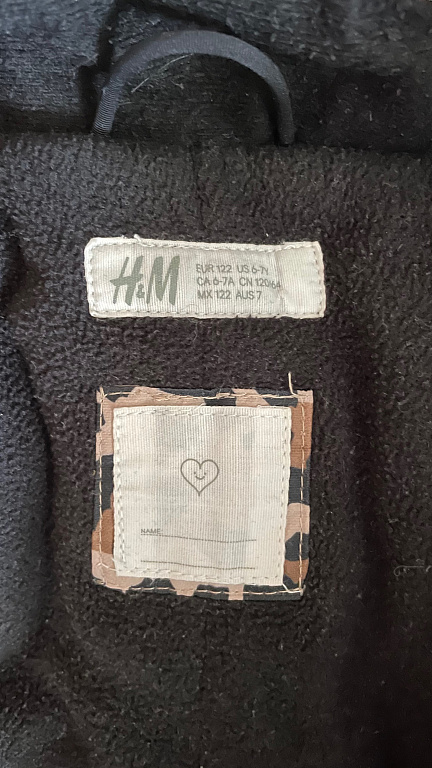 H&M
EUR 122 US 6-7Y
CA 6-7A CN 120/64
MX 122 AUS 7
NAME